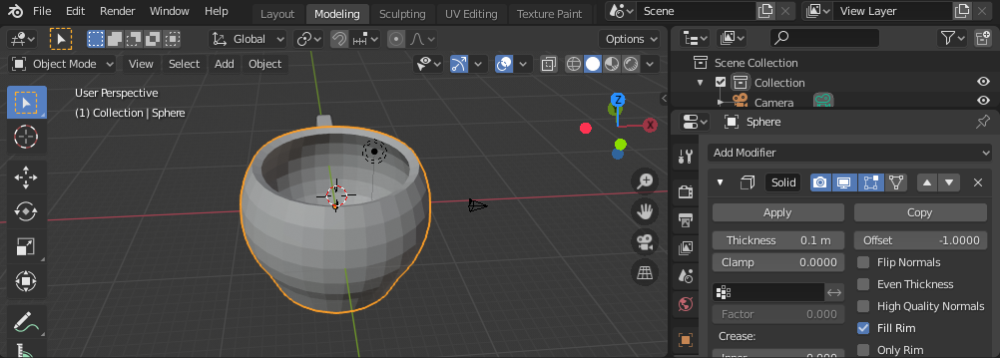 File Edit Render Window Help Layout Modeling Sculpting UV Editing Texture Paint Scene View Layer
Global Options
Object Mode View Select Add Object
Scene Collection
Collection
Camera
User Perspective
(1) Collection | Sphere
Z
X
Sphere
Add Modifier
Solid
Apply Copy
Thickness 0.1 m Offset -1.0000
Clamp 0.0000 Flip Normals
Even Thickness
High Quality Normals
Factor 0.000
Fill Rim
Crease:
Only Rim
Inner 0.000